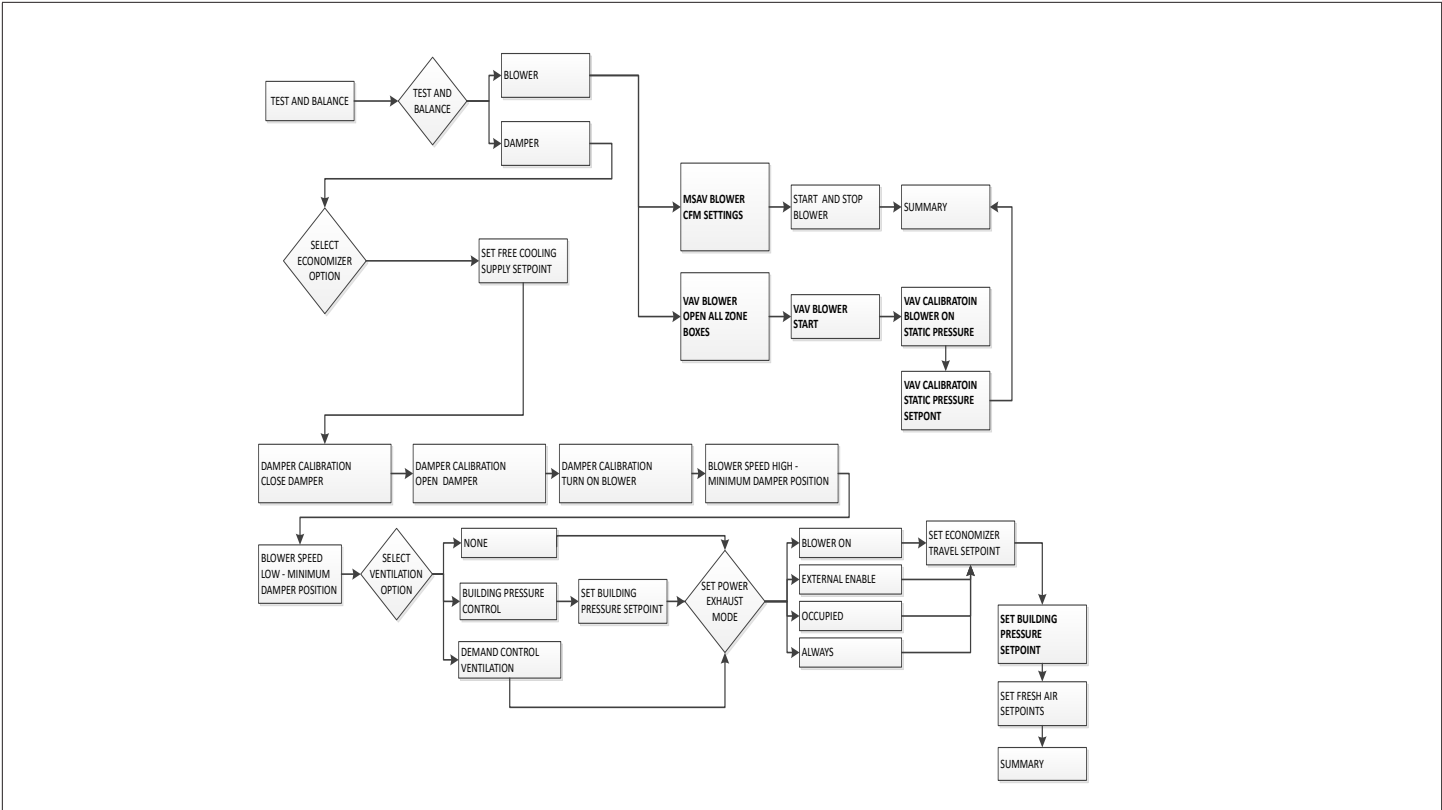 TEST AND BALANCE
TEST AND
BALANCE
BLOWER
DAMPER
MSAV BLOWER
CFM SETTINGS
START AND STOP
BLOWER
SUMMARY
SELECT
ECONOMIZER
OPTION
SET FREE COOLING
SUPPLY SETPOINT
VAV BLOWER
OPEN ALL ZONE
BOXES
VAV BLOWER
START
VAV CALIBRATOIN
BLOWER ON
STATIC PRESSURE
VAV CALIBRATOIN
STATIC PRESSURE
SETPONT
DAMPER CALIBRATION
CLOSE DAMPER
DAMPER CALIBRATION
OPEN DAMPER
DAMPER CALIBRATION
TURN ON BLOWER
BLOWER SPEED HIGH -
MINIMUM DAMPER POSITION
BLOWER SPEED
LOW - MINIMUM
DAMPER POSITION
SELECT
VENTILATION
OPTION
NONE
BUILDING PRESSURE
CONTROL
SET BUILDING
PRESSURE SETPOINT
DEMAND CONTROL
VENTILATION
SET POWER
EXHAUST
MODE
BLOWER ON
EXTERNAL ENABLE
OCCUPIED
ALWAYS
SET ECONOMIZER
TRAVEL SETPOINT
SET BUILDING
PRESSURE
SETPOINT
SET FRESH AIR
SETPOINTS
SUMMARY